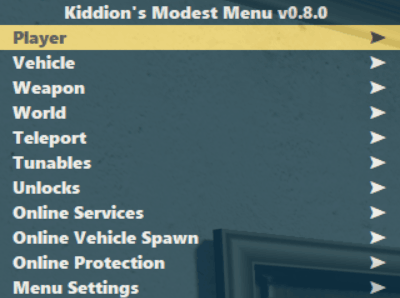 Kiddion's Modest Menu v0.8.0
Player
Vehicle
Weapon
World
Teleport
Tunables
Unlocks
Online Services
Online Vehicle Spawn
Online Protection
Menu Settings